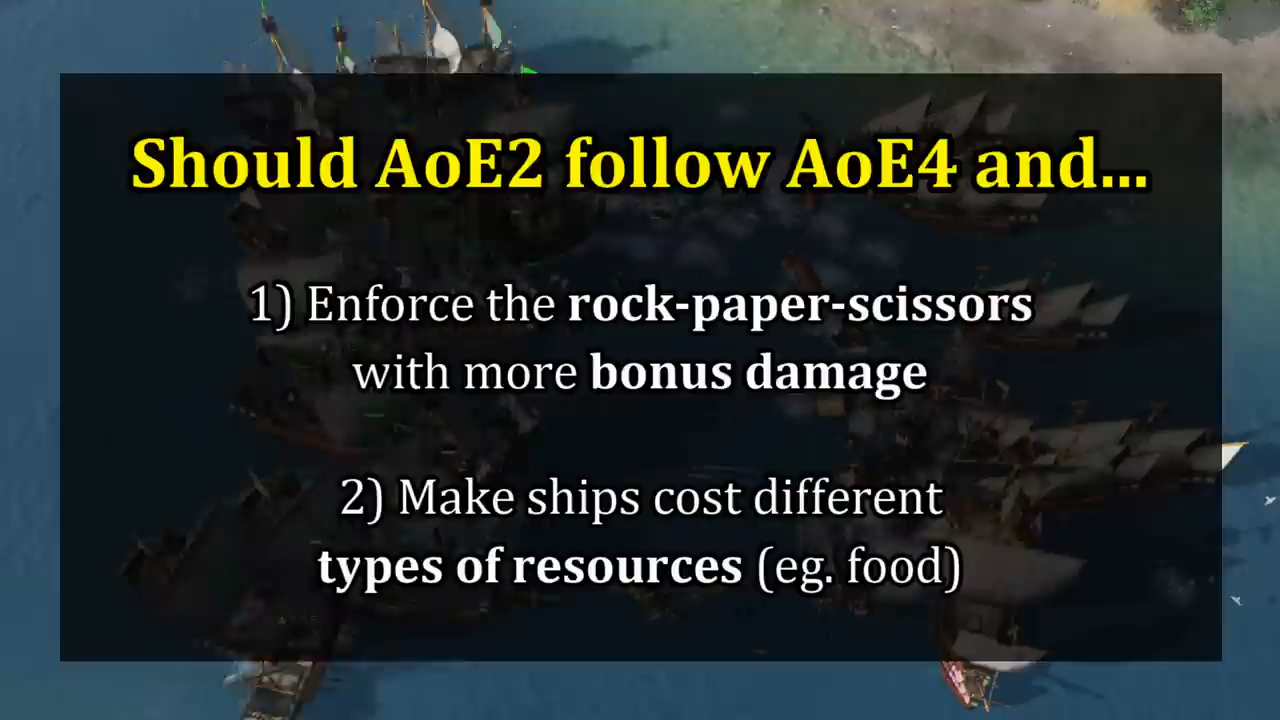 Should AoE2 follow AoE4 and...
1) Enforce the rock-paper-scissors
with more bonus damage
2) Make ships cost different
types of resources (eg. food)